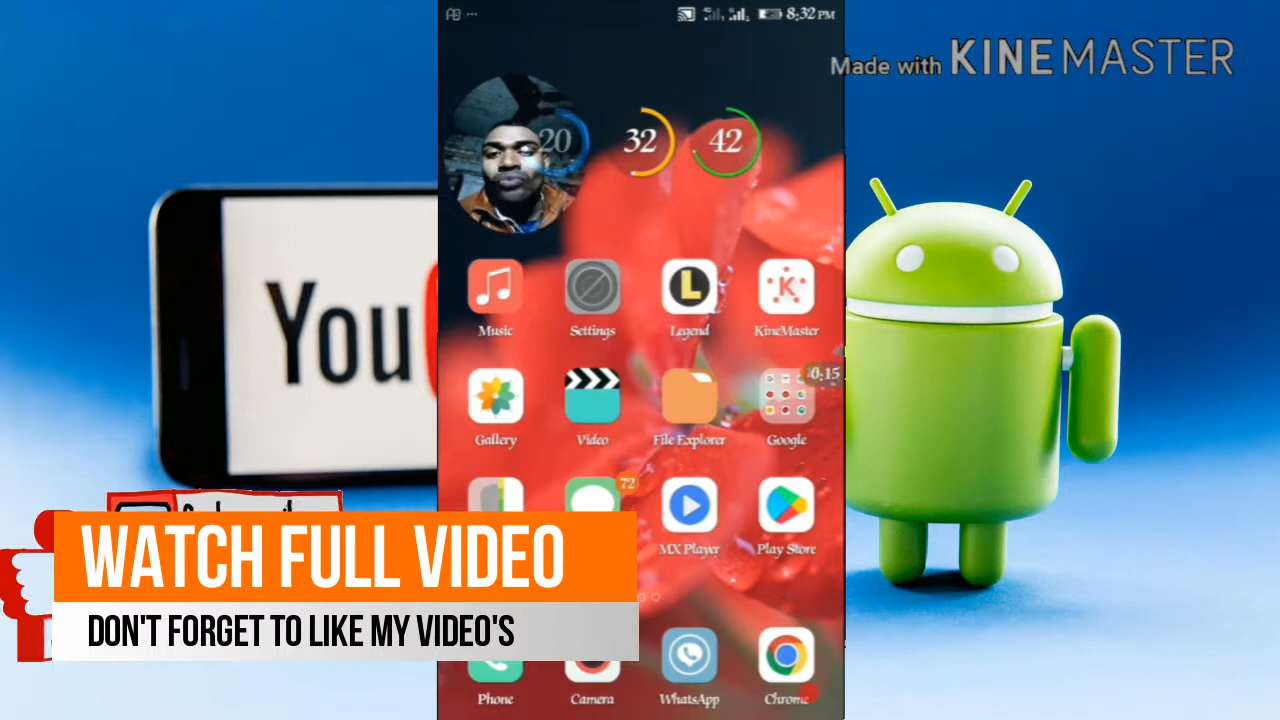 8:32 PM
Made with KINEMASTER
20 32 42
You
Music Settings Legend KineMaster
0:15
Gallery Video File Explorer Google
72
MX Player Play Store
WATCH FULL VIDEO
DON'T FORGET TO LIKE MY VIDEO'S
Phone Camera WhatsApp Chrome